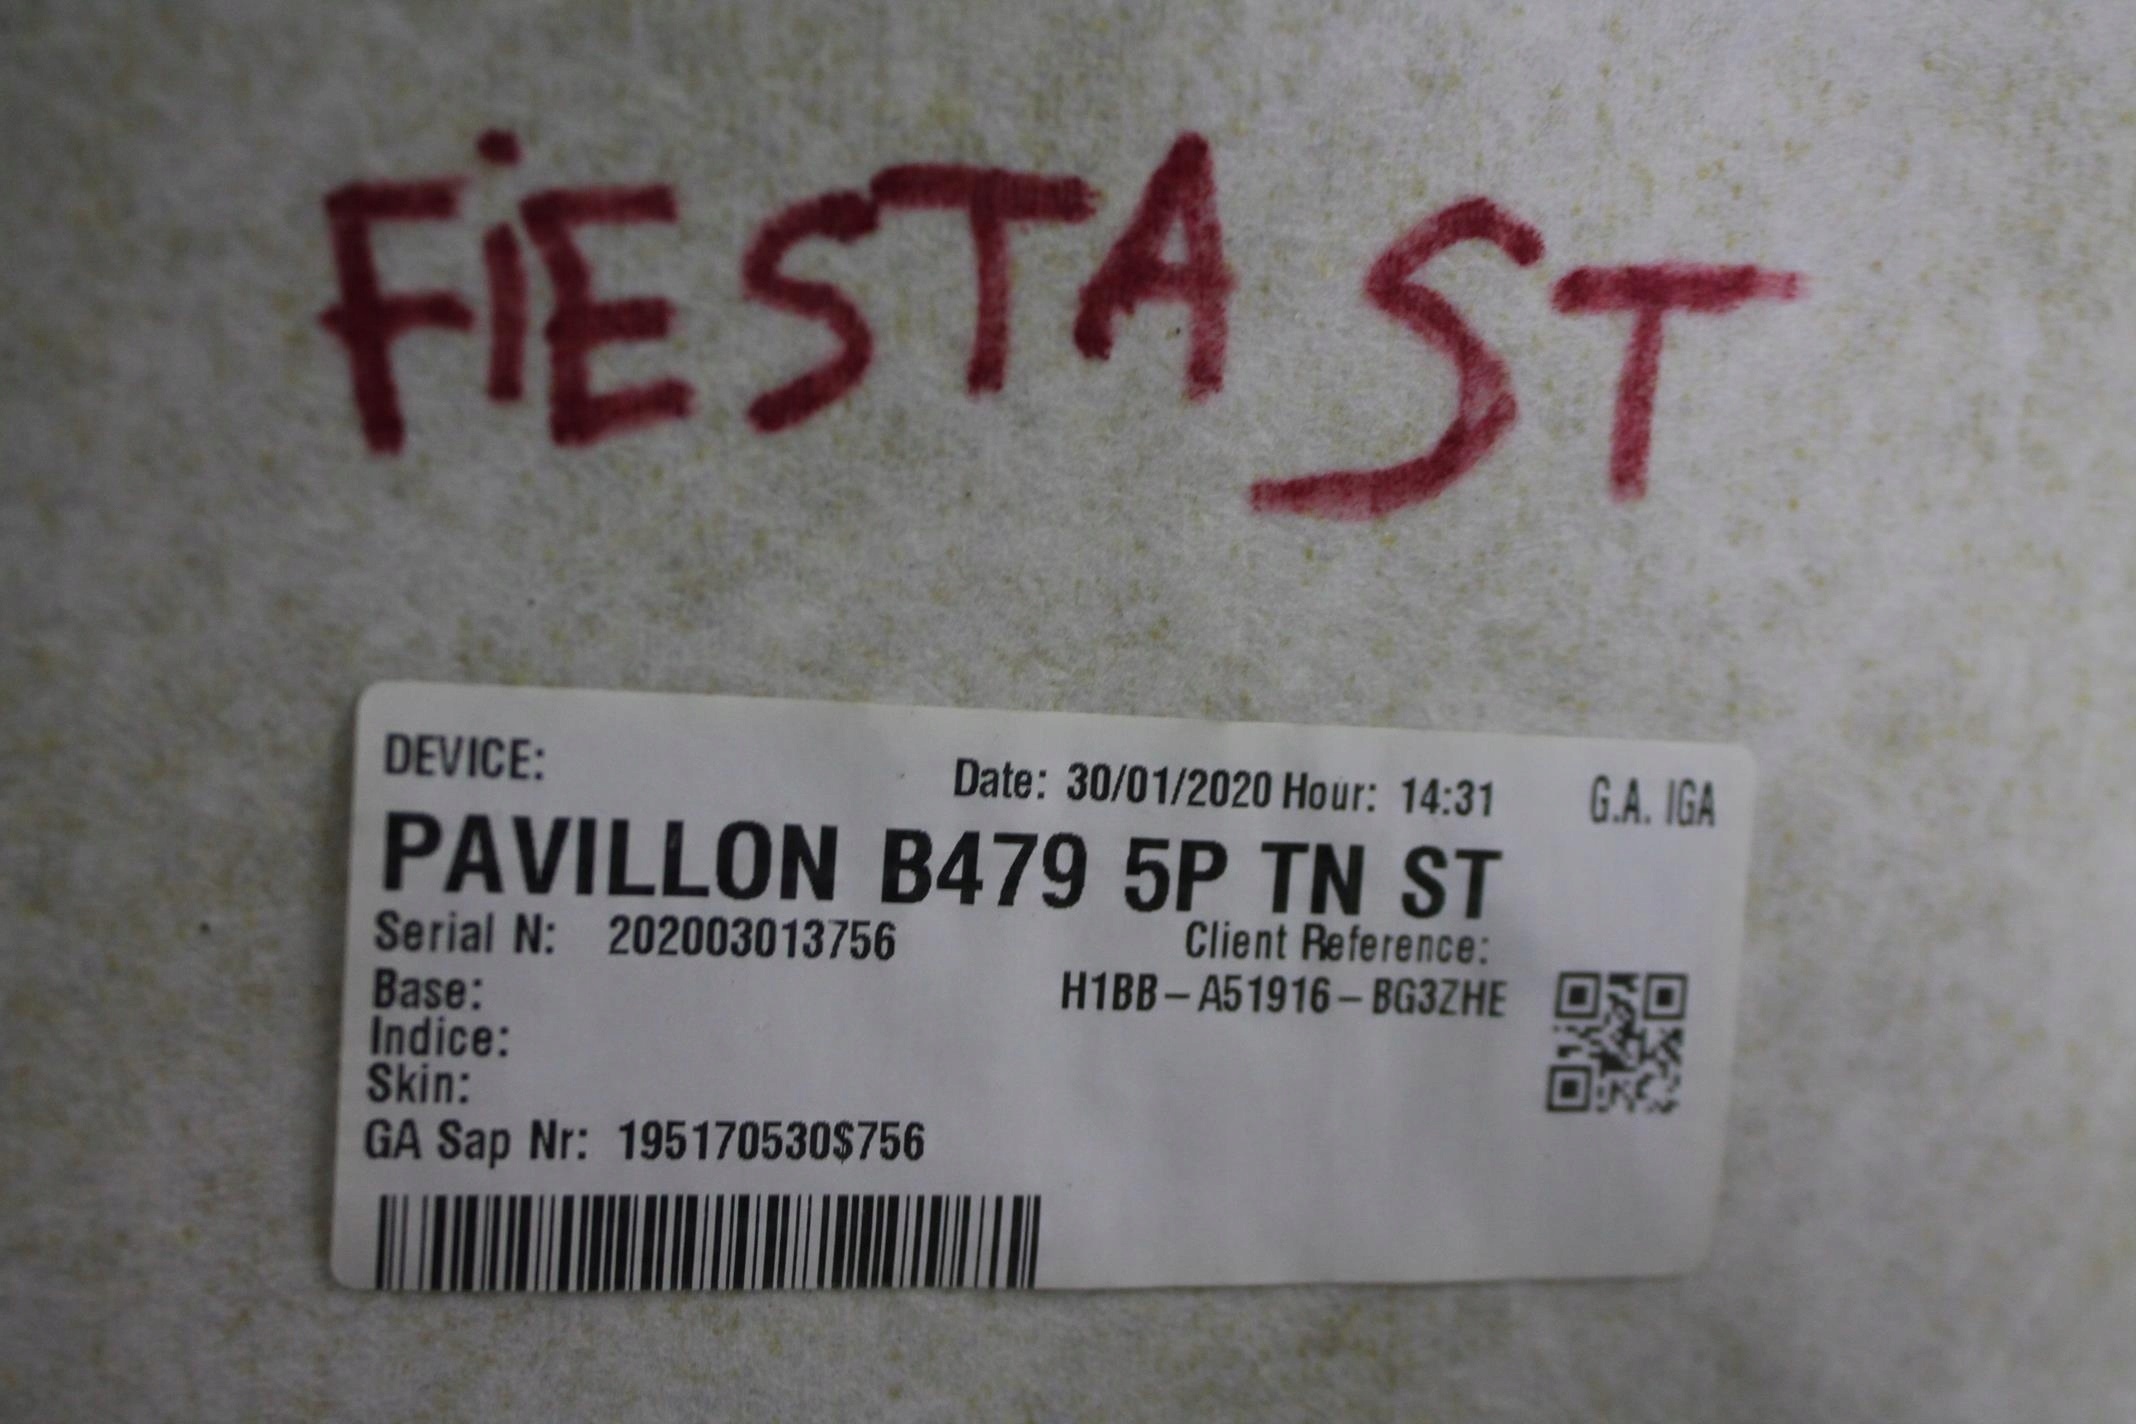 FiESTA ST
DEVICE:
Date: 30/01/2020 Hour: 14:31
G.A. IGA
PAVILLON B479 5P TN ST
Serial N: 202003013756
Client Reference:
Base:
H1BB-A51916-BG3ZHE
Indice:
Skin:
GA Sap Nr: 195170530$756